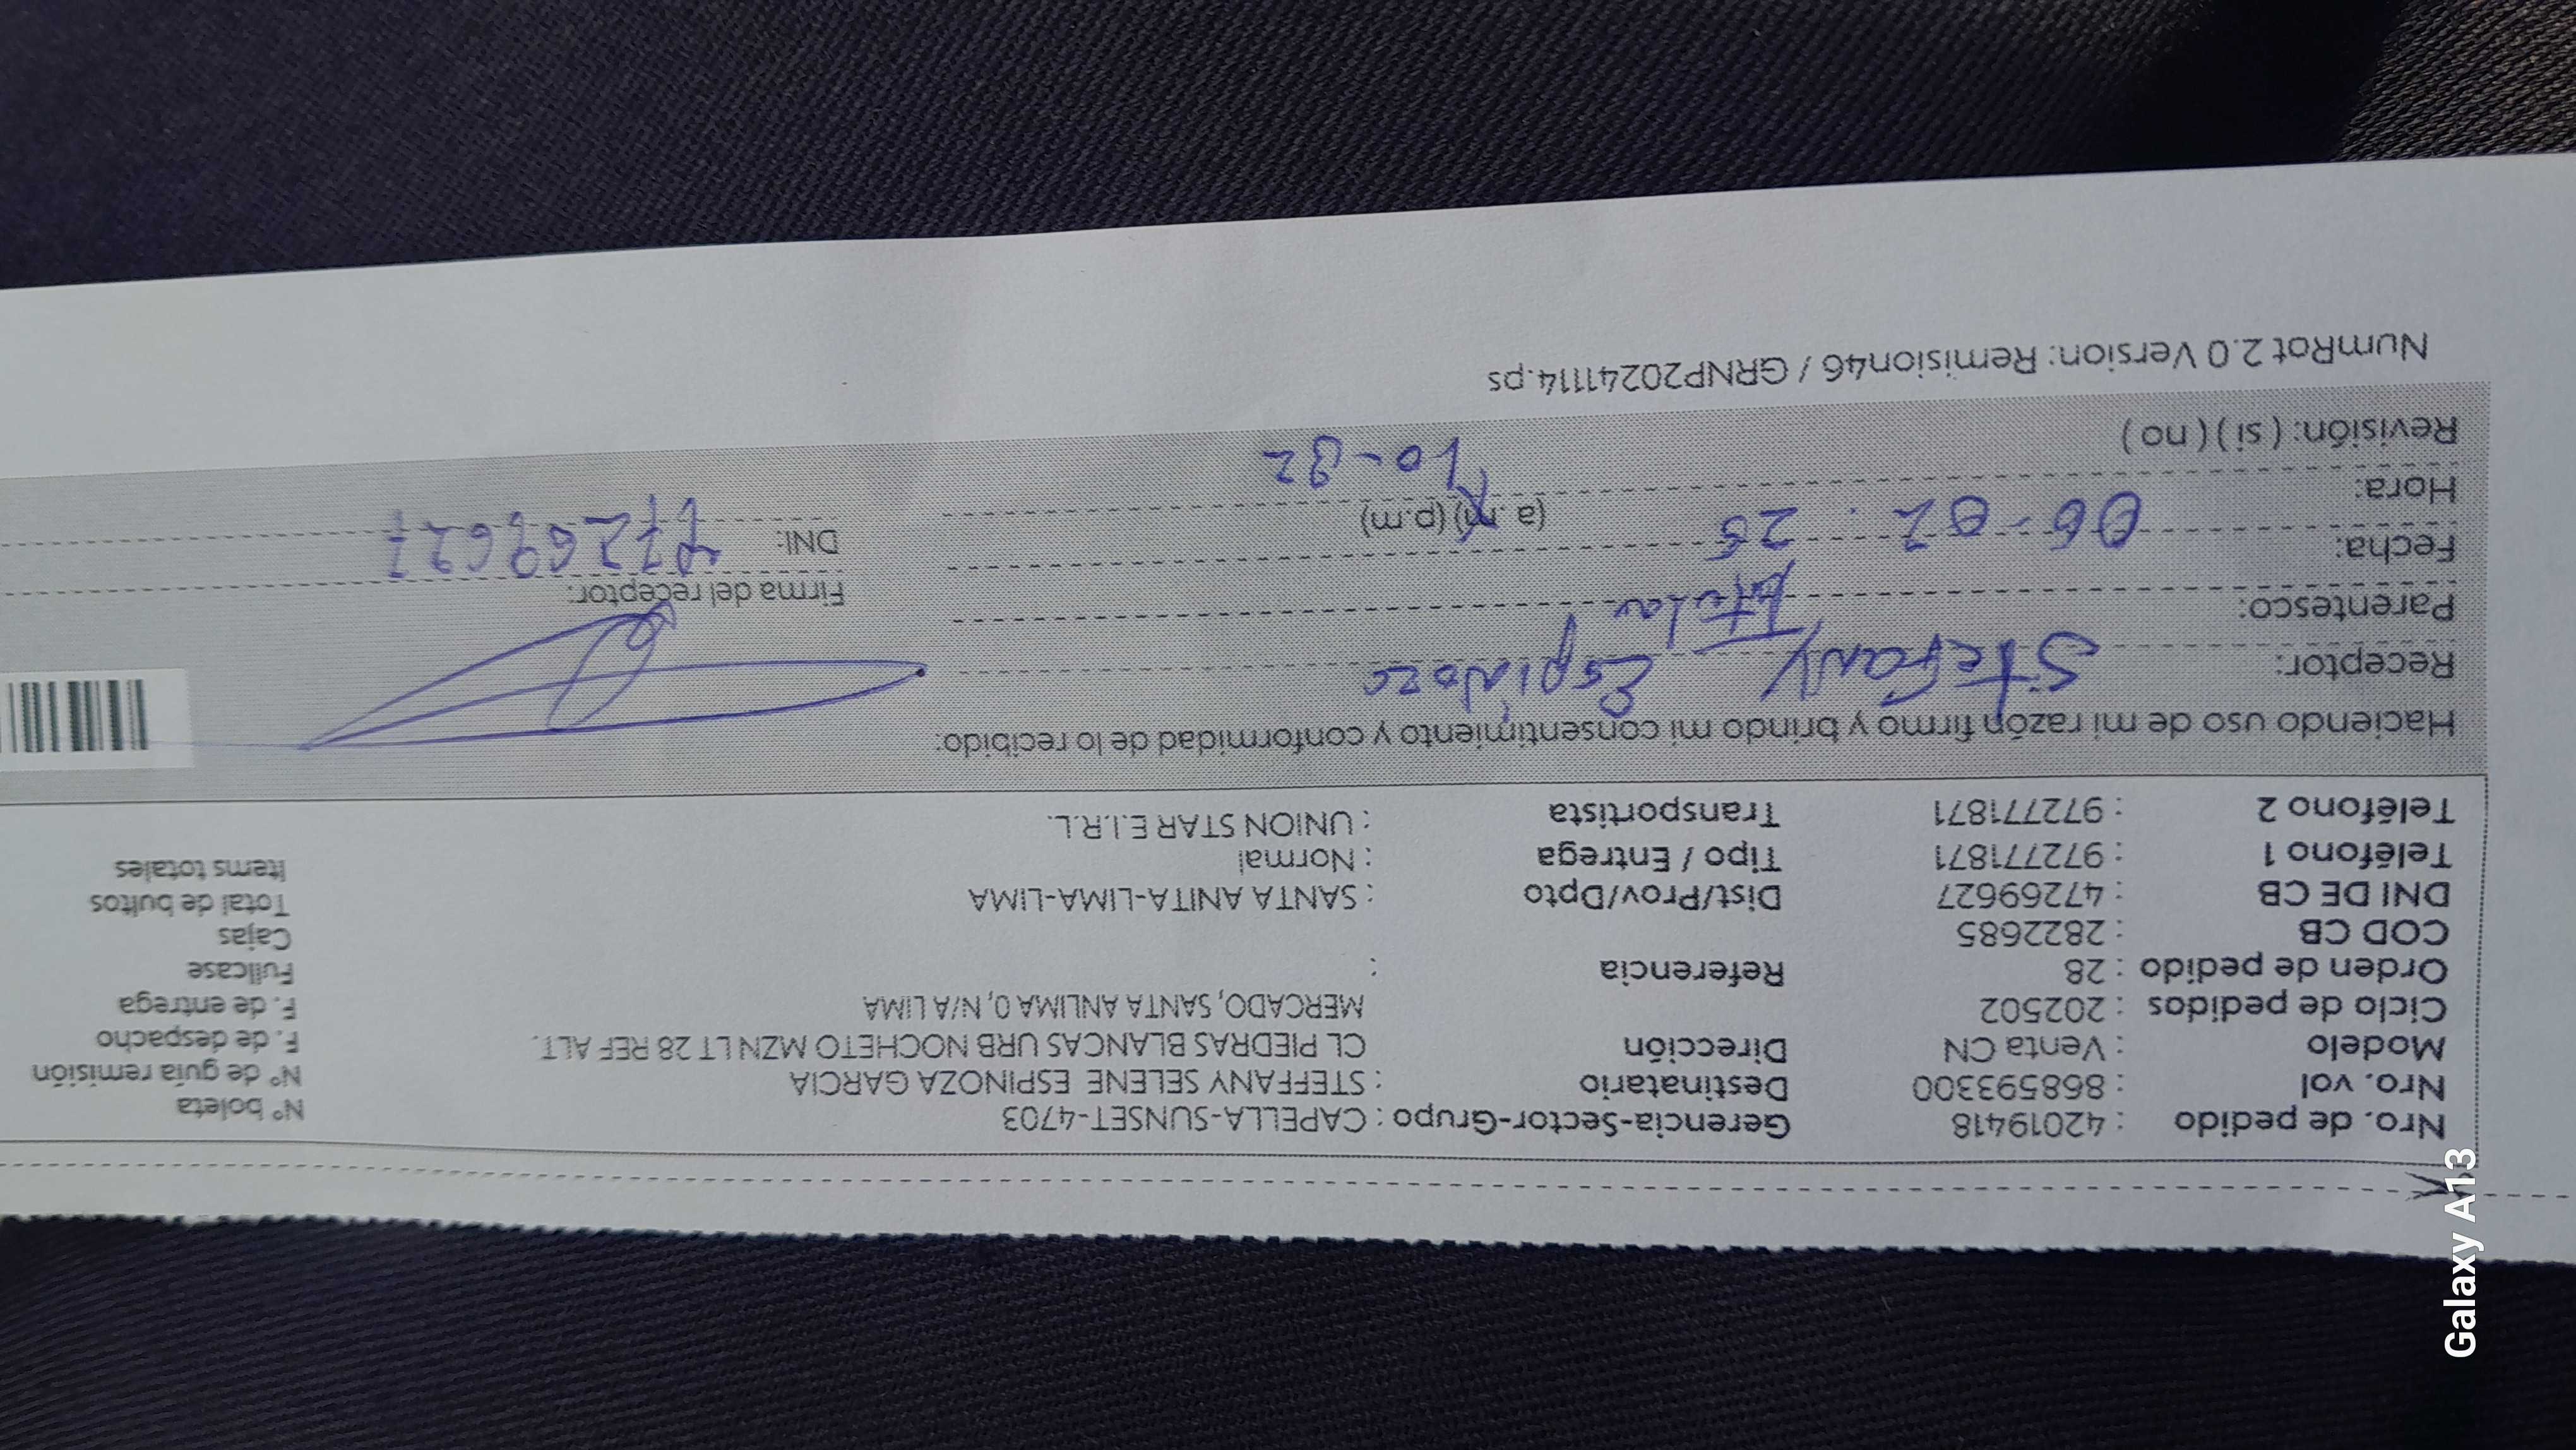 Nro. de pedido : 42019418 Gerencia-Sector-Grupo : CAPELLA-SUNSET-4703 N° boleta
Nro. vol : 868593300 Destinatario : STEFFANY SELENE ESPINOZA GARCIA N° de guía remisión
Modelo : Venta CN Dirección CL PIEDRAS BLANCAS URB NOCHETO MZN LT 28 REF ALT. F. de despacho
Ciclo de pedidos : 202502 MERCADO, SANTA ANLIMA 0, N/A LIMA F. de entrega
Orden de pedido : 28 Referencia : Fullcase
COD CB : 2822685 Cajas
DNI DE CB : 47269627 Dist/Prov/Dpto : SANTA ANITA-LIMA-LIMA Total de bultos
Teléfono 1 : 972771871 Tipo / Entrega : Normal Items totales
Teléfono 2 : 972771871 Transportista : UNION STAR E.I.R.L.
Haciendo uso de mi razón firmo y brindo mi consentimiento y conformidad de lo recibido:
Receptor: Stefany Espinoza
Parentesco: titular Firma del receptor:
Fecha: 06-02. 25 DNI: 47269627
Hora: (a.m) (p.m) 10-32
Revisión: ( si ) ( no )
NumRot 2.0 Version: Remision46 / GRNP20241114.ps
Galaxy A13